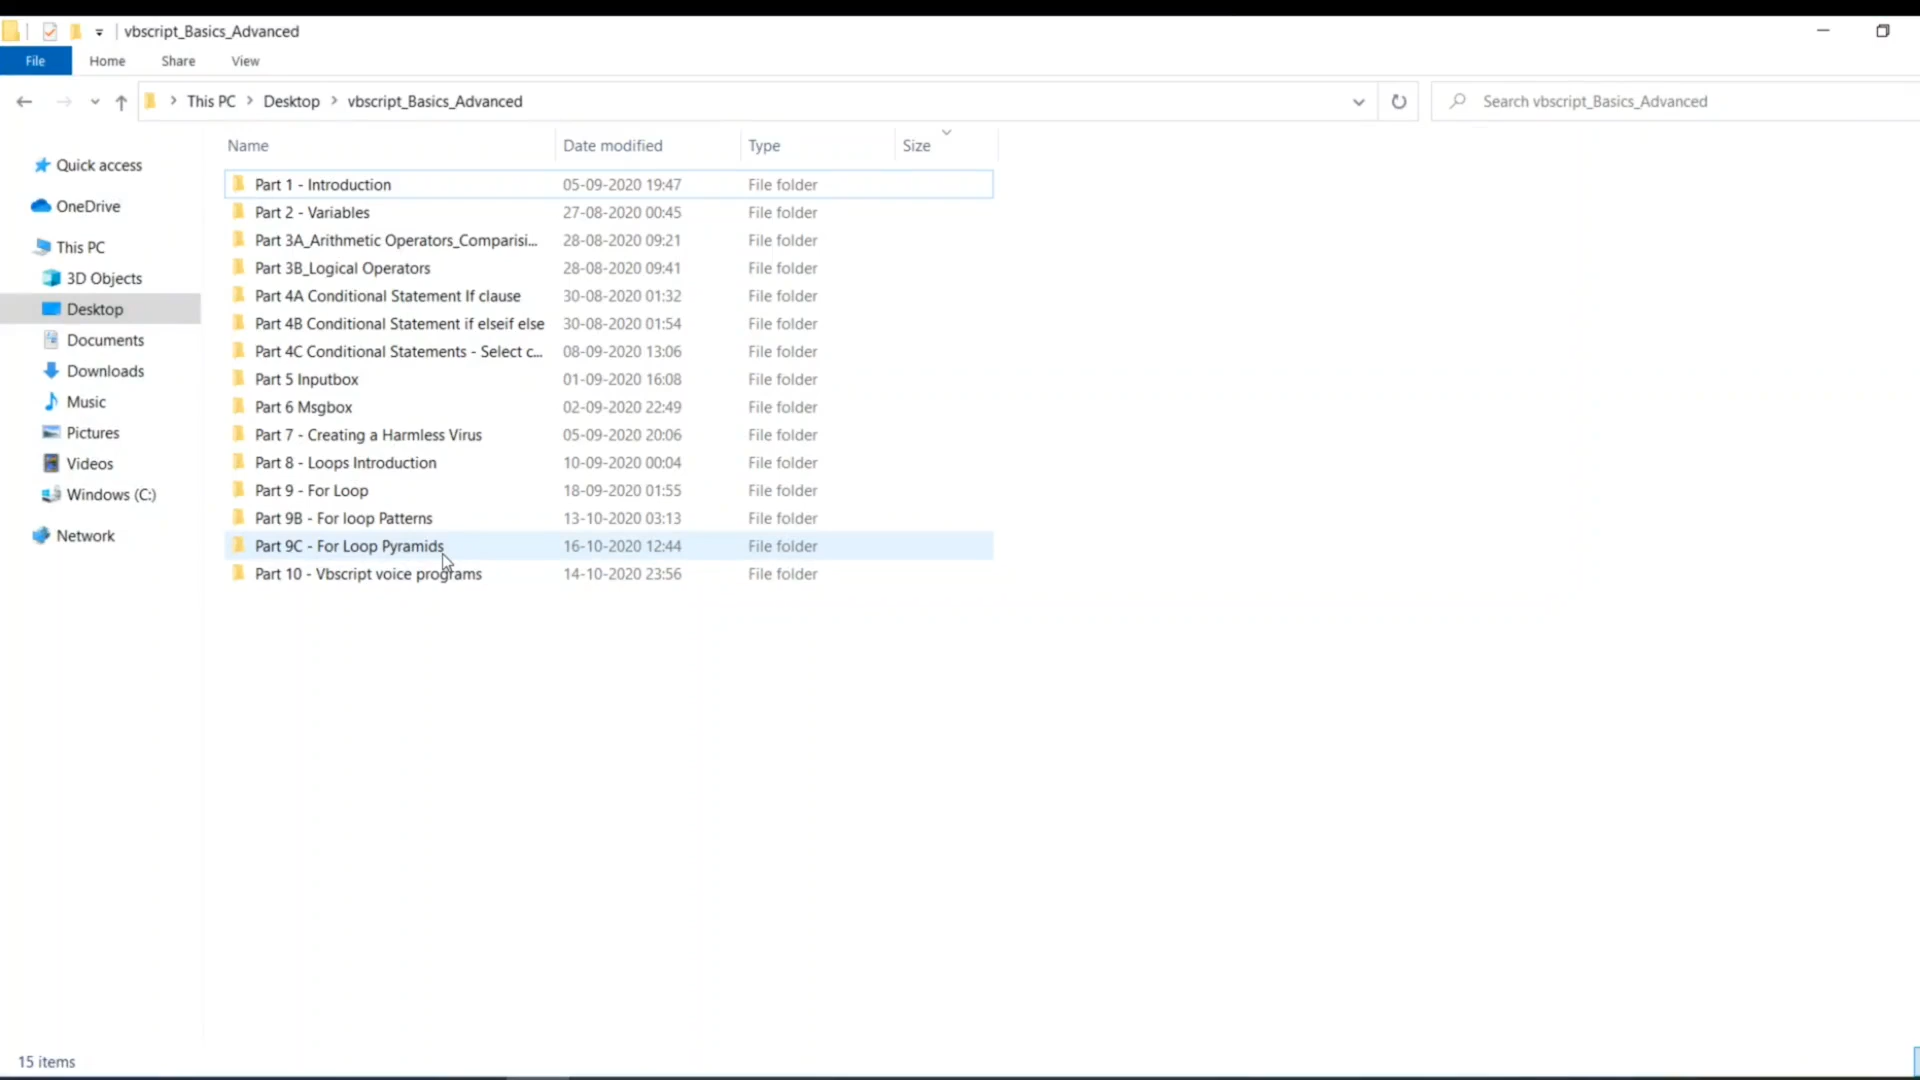 vbscript_Basics_Advanced
File Home Share View
This PC > Desktop > vbscript_Basics_Advanced
Search vbscript_Basics_Advanced
Name Date modified Type Size
Quick access
OneDrive
This PC
3D Objects
Desktop
Documents
Downloads
Music
Pictures
Videos
Windows (C:)
Network
Part 1 - Introduction 05-09-2020 19:47 File folder
Part 2 - Variables 27-08-2020 00:45 File folder
Part 3A_Arithmetic Operators_Comparisi... 28-08-2020 09:21 File folder
Part 3B_Logical Operators 28-08-2020 09:41 File folder
Part 4A Conditional Statement If clause 30-08-2020 01:32 File folder
Part 4B Conditional Statement if elseif else 30-08-2020 01:54 File folder
Part 4C Conditional Statements - Select c... 08-09-2020 13:06 File folder
Part 5 Inputbox 01-09-2020 16:08 File folder
Part 6 Msgbox 02-09-2020 22:49 File folder
Part 7 - Creating a Harmless Virus 05-09-2020 20:06 File folder
Part 8 - Loops Introduction 10-09-2020 00:04 File folder
Part 9 - For Loop 18-09-2020 01:55 File folder
Part 9B - For loop Patterns 13-10-2020 03:13 File folder
Part 9C - For Loop Pyramids 16-10-2020 12:44 File folder
Part 10 - Vbscript voice programs 14-10-2020 23:56 File folder
15 items